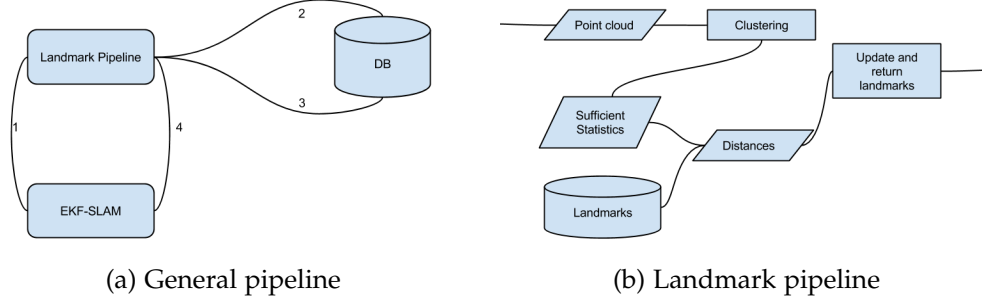 2
Landmark Pipeline
DB
3
1
4
EKF-SLAM
(a) General pipeline
Point cloud
Clustering
Update and
return
landmarks
Sufficient
Statistics
Distances
Landmarks
(b) Landmark pipeline